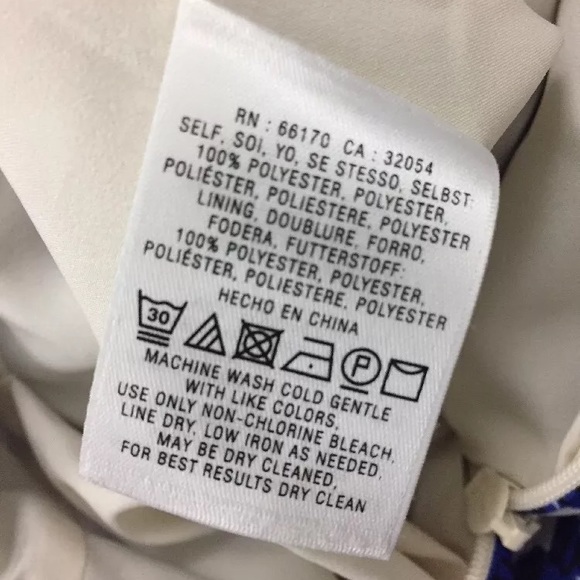 RN : 66170 CA : 32054
SELF, SOI, YO, SE STESSO, SELBST:
100% POLYESTER, POLYESTER,
POLIÉSTER, POLIESTERE, POLYESTER
LINING, DOUBLURE, FORRO,
FODERA, FUTTERSTOFF:
100% POLYESTER, POLYESTER,
POLIÉSTER, POLIESTERE, POLYESTER
HECHO EN CHINA
30
P
MACHINE WASH COLD GENTLE
WITH LIKE COLORS,
USE ONLY NON-CHLORINE BLEACH,
LINE DRY, LOW IRON AS NEEDED,
MAY BE DRY CLEANED,
FOR BEST RESULTS DRY CLEAN